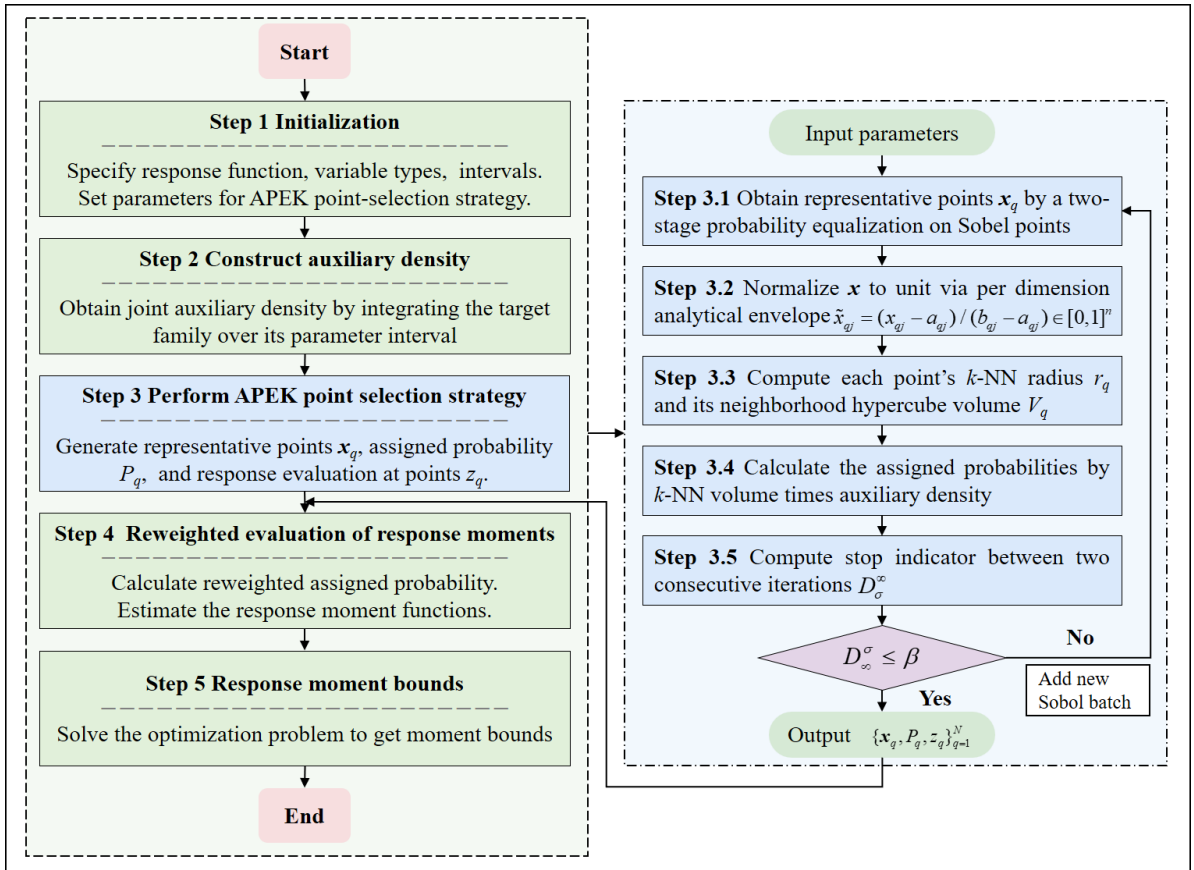 Start
Step 1 Initialization
Specify response function, variable types, intervals.
Set parameters for APEK point-selection strategy.
Step 2 Construct auxiliary density
Obtain joint auxiliary density by integrating the target
family over its parameter interval
Step 3 Perform APEK point selection strategy
Generate representative points x_q, assigned probability
P_q, and response evaluation at points z_q.
Step 4 Reweighted evaluation of response moments
Calculate reweighted assigned probability.
Estimate the response moment functions.
Step 5 Response moment bounds
Solve the optimization problem to get moment bounds
End
Input parameters
Step 3.1 Obtain representative points x_q by a two-
stage probability equalization on Sobel points
Step 3.2 Normalize x to unit via per dimension
analytical envelope x̃_qj = (x_qj − a_qj) / (b_qj − a_qj) ∈ [0,1]^n
Step 3.3 Compute each point's k-NN radius r_q
and its neighborhood hypercube volume V_q
Step 3.4 Calculate the assigned probabilities by
k-NN volume times auxiliary density
Step 3.5 Compute stop indicator between two
consecutive iterations D_σ^∞
D_∞^σ ≤ β
No
Add new
Sobol batch
Yes
Output {x_q, P_q, z_q}_{q=1}^N